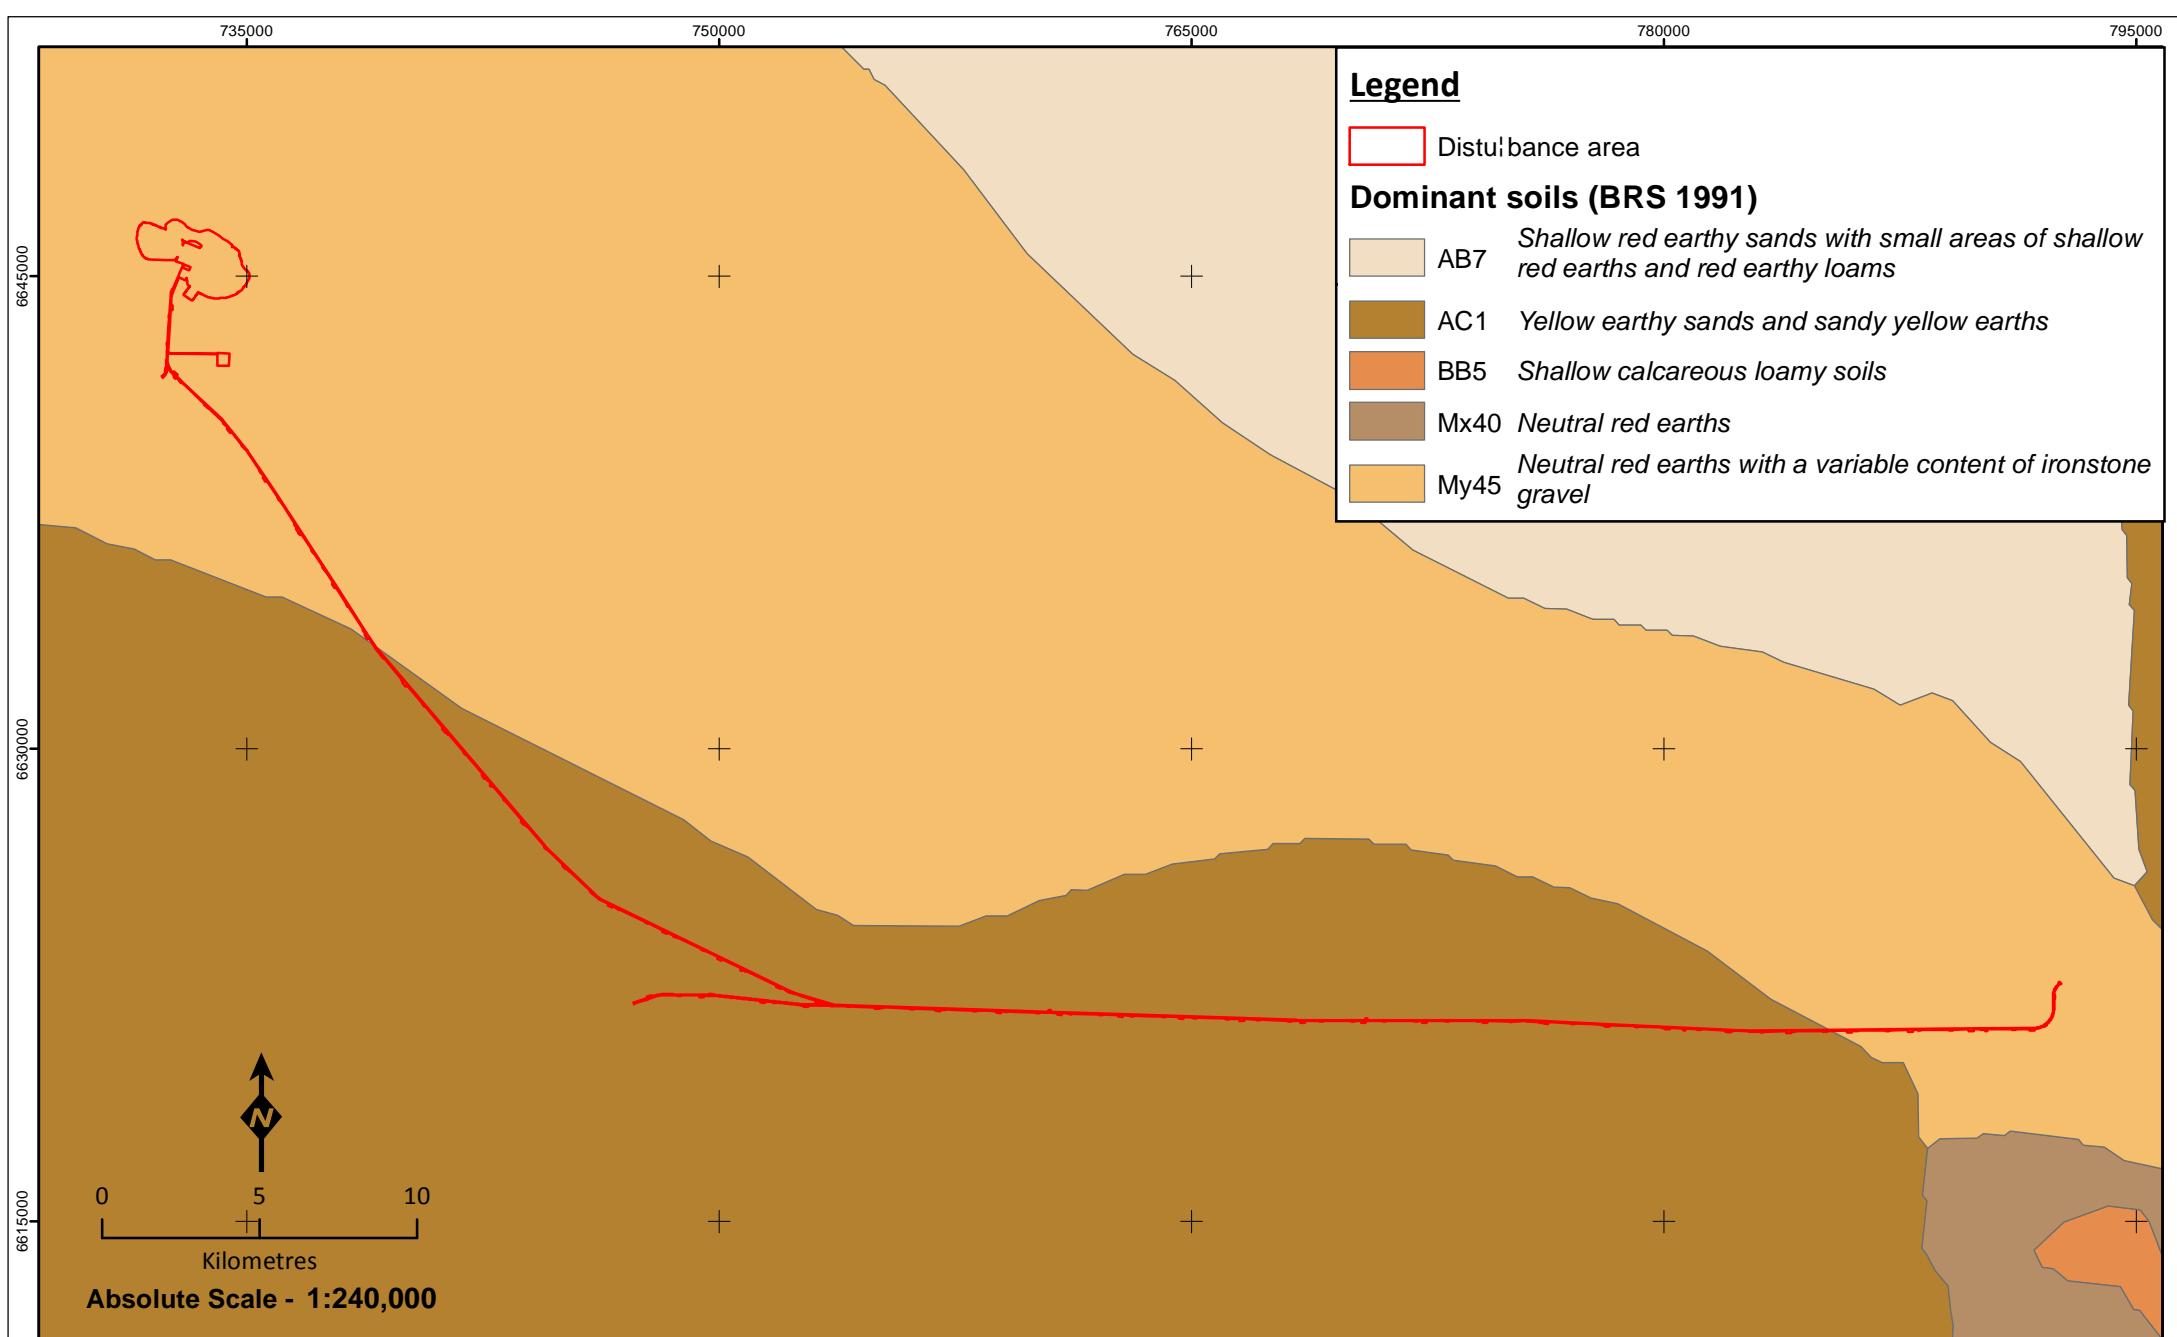 735000 750000 765000 780000 795000
Legend
Distu¦bance area
Dominant soils (BRS 1991)
AB7 Shallow red earthy sands with small areas of shallow
red earths and red earthy loams
AC1 Yellow earthy sands and sandy yellow earths
BB5 Shallow calcareous loamy soils
Mx40 Neutral red earths
My45 Neutral red earths with a variable content of ironstone
gravel
6645000
6630000
6615000
N
0 5 10
Kilometres
Absolute Scale - 1:240,000